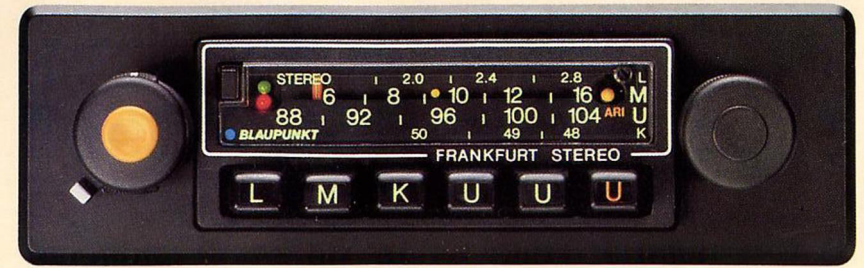 STEREO 2.0 2.4 2.8 L
6 8 10 12 16 M
88 92 96 100 104 ARI U
BLAUPUNKT 50 49 48 K
FRANKFURT STEREO
L M K U U U